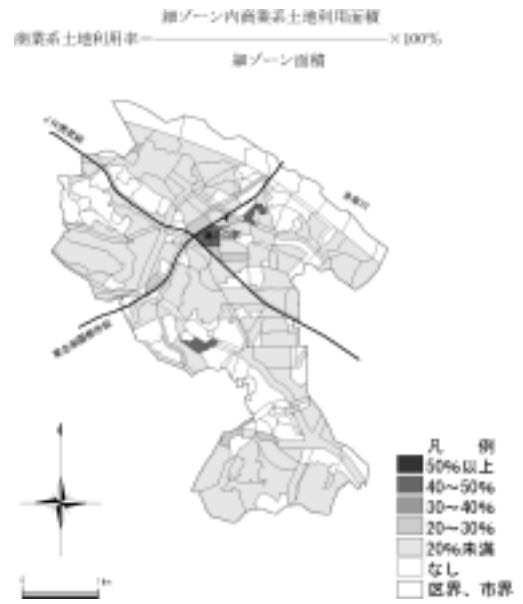 細ゾーン内商業系土地利用面積
商業系土地利用率＝ ×100%
細ゾーン面積
凡 例
50%以上
40～50%
30～40%
20～30%
20%未満
なし
区界、市界